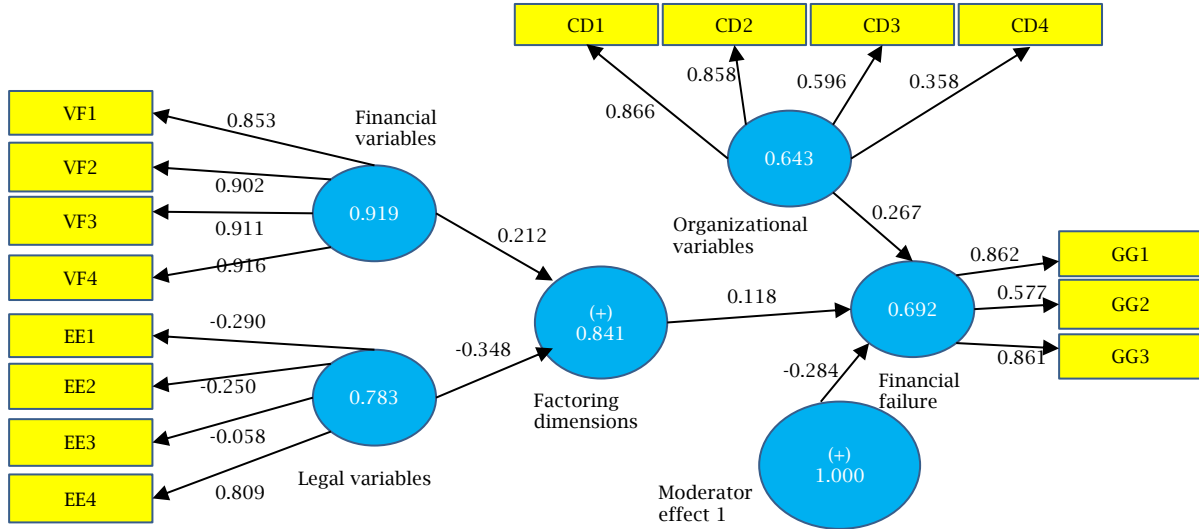 CD1
CD2
CD3
CD4
0.866
0.858
0.596
0.358
0.643
Organizational
variables
VF1
VF2
VF3
VF4
0.853
0.902
0.911
0.916
Financial
variables
0.919
0.212
EE1
EE2
EE3
EE4
-0.290
-0.250
-0.058
0.809
0.783
Legal variables
-0.348
(+)
0.841
Factoring
dimensions
0.118
0.267
0.692
Financial
failure
-0.284
(+)
1.000
Moderator
effect 1
0.862
0.577
0.861
GG1
GG2
GG3